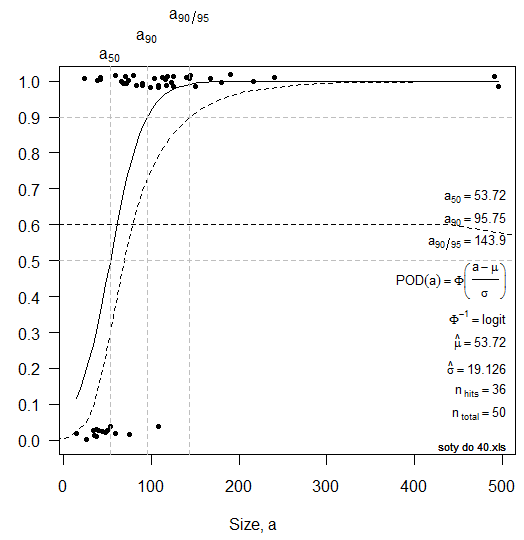 a90/95
a90
a50
1.0
0.9
0.8
0.7
0.6
0.5
0.4
0.3
0.2
0.1
0.0
a50 = 53.72
a90 = 95.75
a90/95 = 143.9
POD(a) = Φ(a − μ / σ)
Φ−1 = logit
μ̂ = 53.72
σ̂ = 19.126
n hits = 36
n total = 50
soty do 40.xls
0 100 200 300 400 500
Size, a